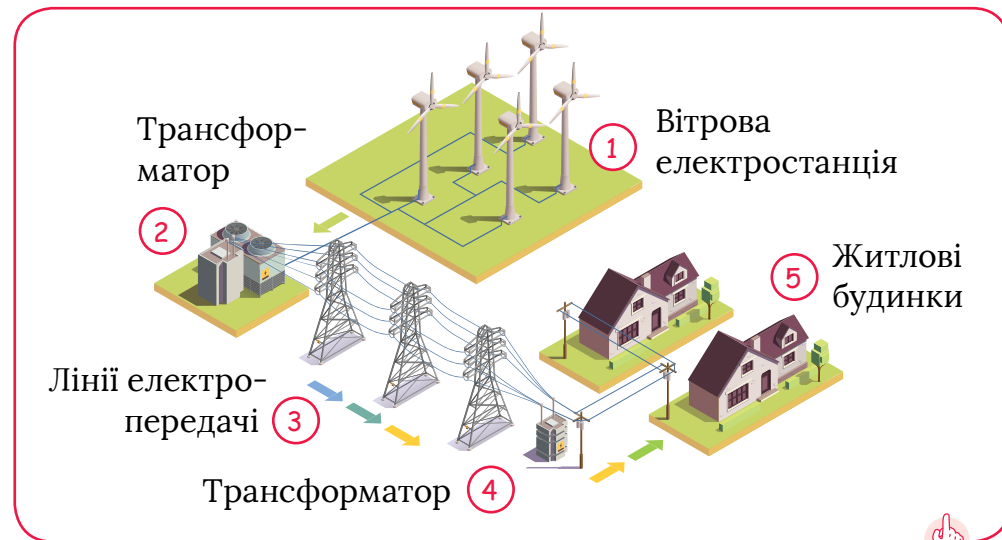 Трансфор-
матор
2
1
Вітрова
електростанція
5
Житлові
будинки
Лінії електро-
передачі 3
Трансформатор 4